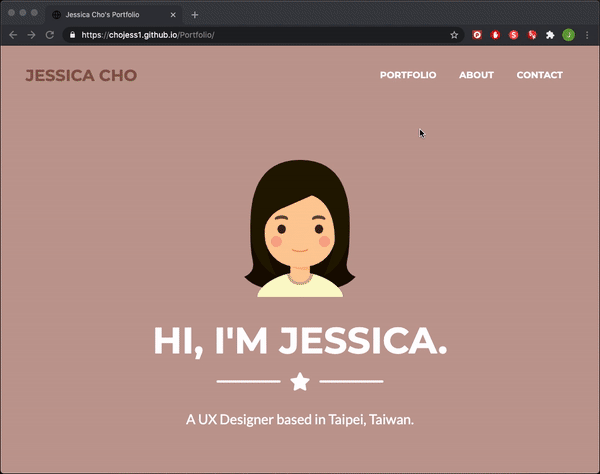 Jessica Cho's Portfolio
https://chojess1.github.io/Portfolio/
JESSICA CHO
PORTFOLIO
ABOUT
CONTACT
HI, I'M JESSICA.
A UX Designer based in Taipei, Taiwan.